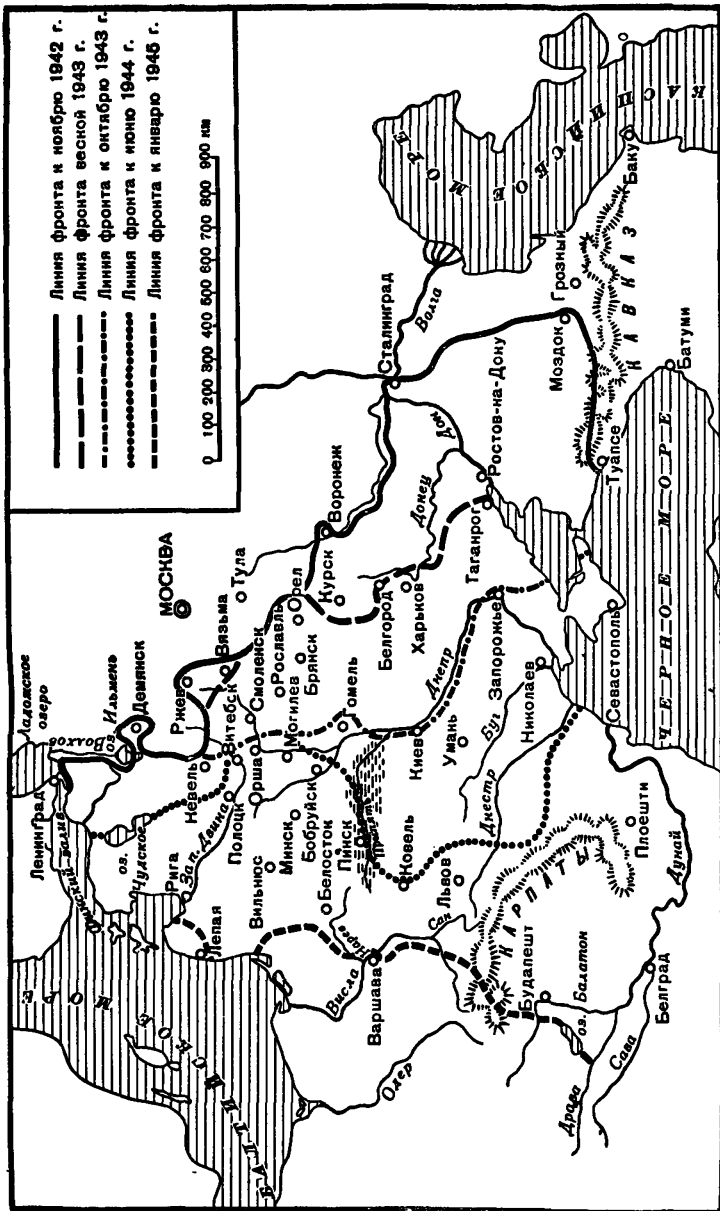 Линия фронта к ноябрю 1942 г.
Линия фронта весной 1943 г.
Линия фронта к октябрю 1943 г.
Линия фронта к июню 1944 г.
Линия фронта к январю 1945 г.
0 100 200 300 400 500 600 700 800 900 км
БАЛТИЙСКОЕ МОРЕ
Финский залив
Ленинград
Ладожское озеро
Волхов
оз. Ильмень
Демянск
оз. Чудское
Рига
Лепая
Зап. Двина
Невель
Ржев
МОСКВА
Вязьма
Витебск
Полоцк
Смоленск
Орша
Тула
Рославль
Могилев
Брянск
Орел
Вильнюс
Минск
Бобруйск
Белосток
Пинск
Припять
Гомель
Курск
Воронеж
Нарев
Висла
Варшава
Одер
Ковель
Киев
Белгород
Харьков
Донец
Дон
Сталинград
Волга
Львов
Сан
Умань
Днепр
Буг
Днестр
Запорожье
Таганрог
Ростов-на-Дону
Николаев
КАРПАТЫ
Будапешт
оз. Балатон
Плоешти
Драва
Сава
Белград
Дунай
Севастополь
ЧЕРНОЕ МОРЕ
Туапсе
Моздок
Грозный
КАВКАЗ
Батуми
Баку
КАСПИЙСКОЕ МОРЕ